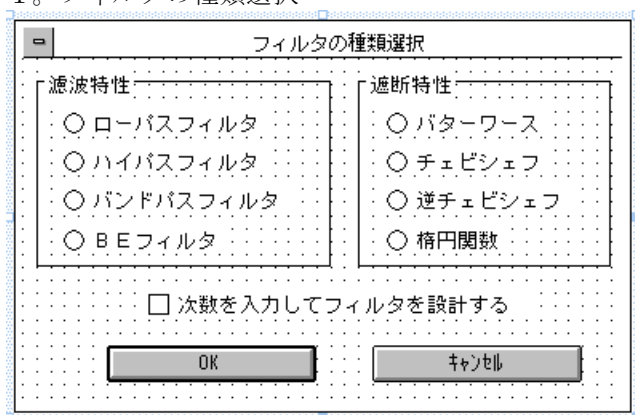 フィルタの種類選択
濾波特性
ローパスフィルタ
ハイパスフィルタ
バンドパスフィルタ
ＢＥフィルタ
遮断特性
バターワース
チェビシェフ
逆チェビシェフ
楕円関数
次数を入力してフィルタを設計する
OK
ｷｬﾝｾﾙ